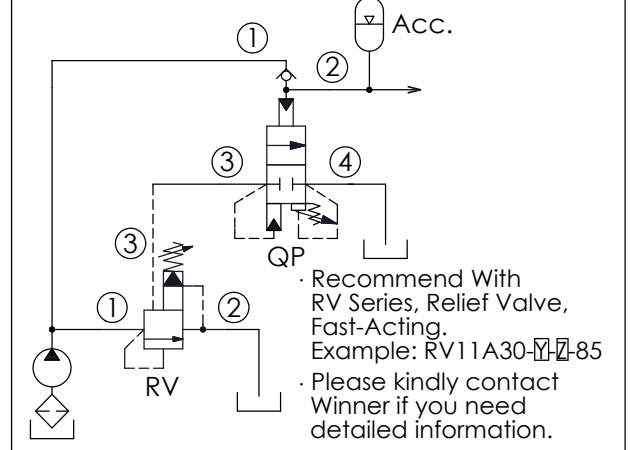 Acc.
①
②
③
④
③
QP
①
②
RV
· Recommend With
RV Series, Relief Valve,
Fast-Acting.
Example: RV11A30-Y-Z-85
· Please kindly contact
Winner if you need
detailed information.